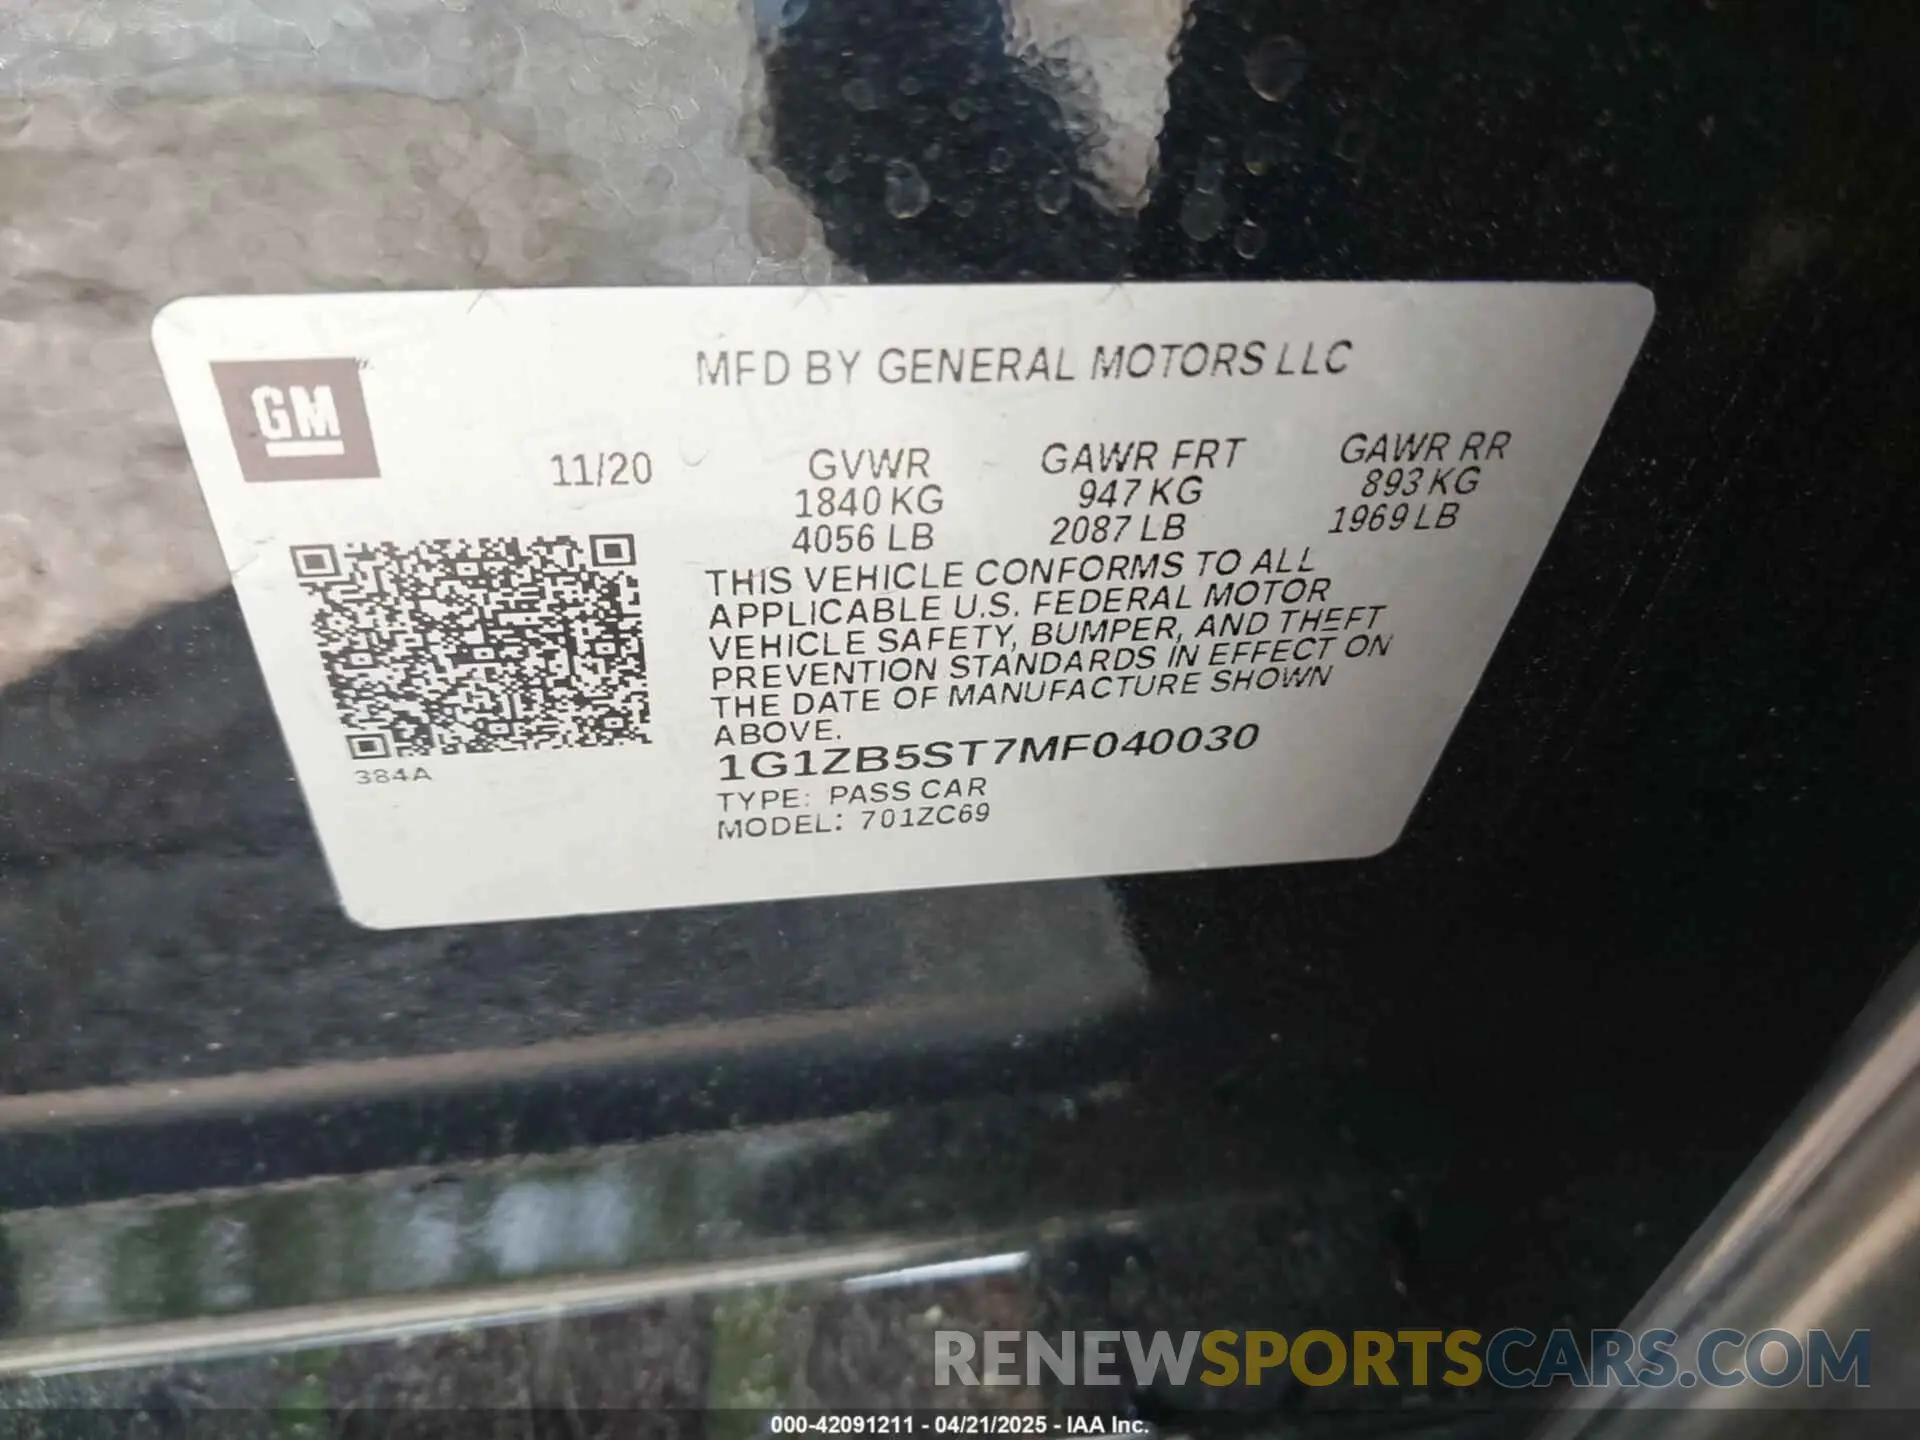 MFD BY GENERAL MOTORS LLC
GM
11/20
GVWR
1840 KG
4056 LB
GAWR FRT
947 KG
2087 LB
GAWR RR
893 KG
1969 LB
THIS VEHICLE CONFORMS TO ALL
APPLICABLE U.S. FEDERAL MOTOR
VEHICLE SAFETY, BUMPER, AND THEFT
PREVENTION STANDARDS IN EFFECT ON
THE DATE OF MANUFACTURE SHOWN
ABOVE.
1G1ZB5ST7MF040030
TYPE: PASS CAR
MODEL: 701ZC69
384A
RENEWSPORTSCARS.COM
000-42091211 - 04/21/2025 - IAA Inc.